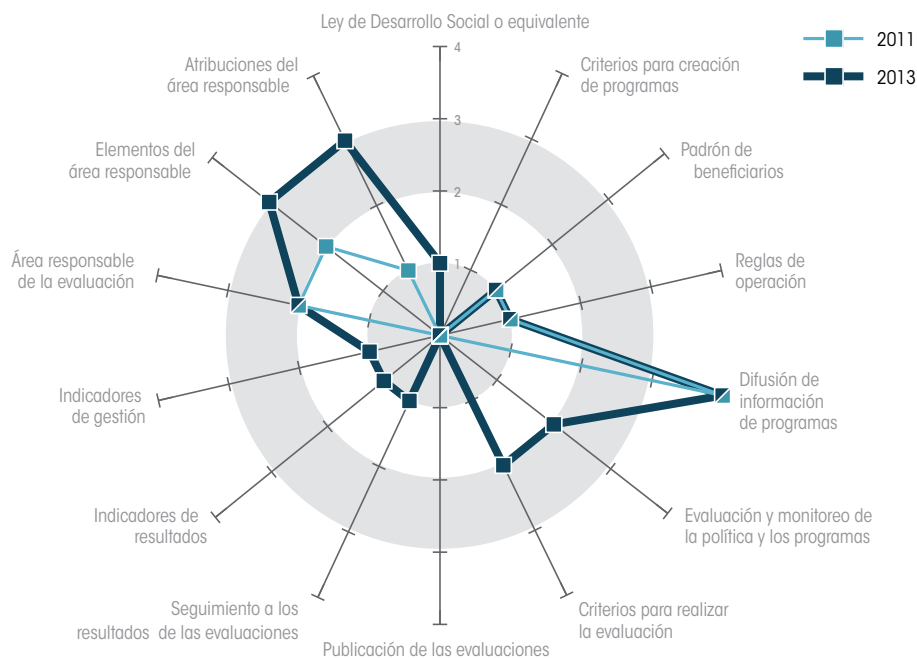 Ley de Desarrollo Social o equivalente
4
3
2
1
2011
2013
Criterios para creación
de programas
Padrón de
beneficiarios
Reglas de
operación
Difusión de
información
de programas
Evaluación y monitoreo de
la política y los programas
Criterios para realizar
la evaluación
Publicación de las evaluaciones
Seguimiento a los
resultados de las evaluaciones
Indicadores de
resultados
Indicadores
de gestión
Área responsable
de la evaluación
Elementos del
área responsable
Atribuciones del
área responsable